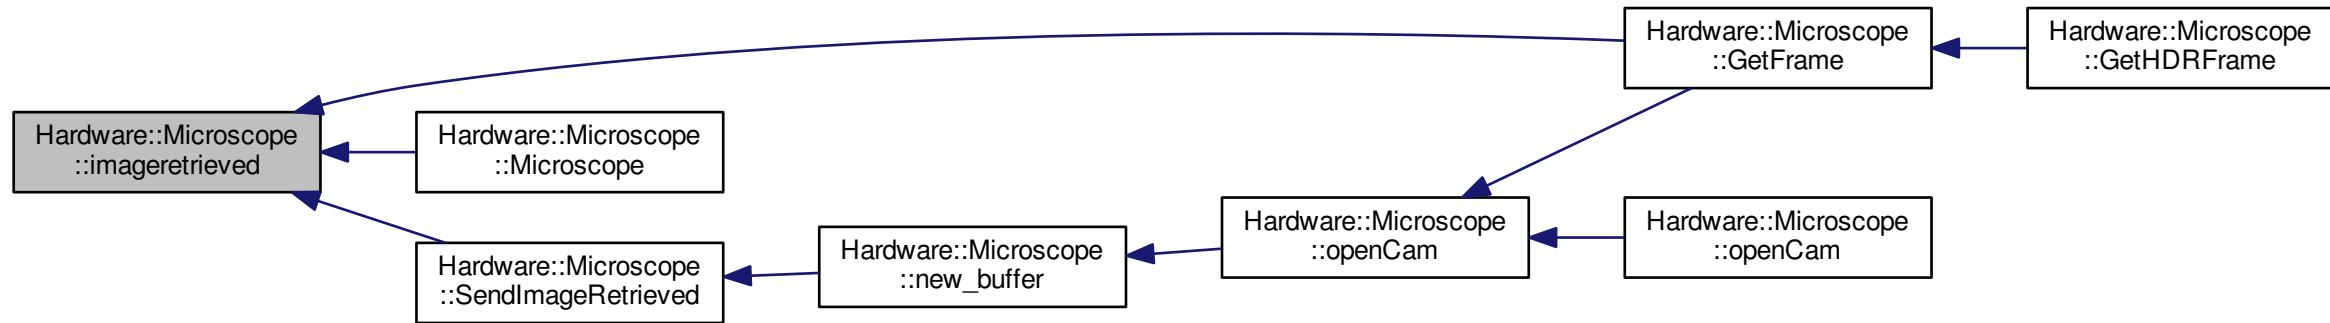 Hardware::Microscope
::imageretrieved
Hardware::Microscope
::Microscope
Hardware::Microscope
::SendImageRetrieved
Hardware::Microscope
::new_buffer
Hardware::Microscope
::openCam
Hardware::Microscope
::GetFrame
Hardware::Microscope
::openCam
Hardware::Microscope
::GetHDRFrame